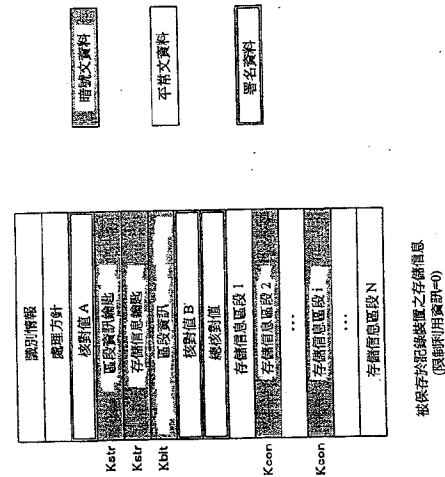 識別情報
處理方針
核對值 A
Kstr 區段資訊鑰匙
Kstr 存儲信息鑰匙
Kblt 區段資訊
核對值 B
總核對值
存儲信息區段 1
Kcon 存儲信息區段 2
...
Kcon 存儲信息區段 i
...
存儲信息區段 N
被保存於記錄裝置之存儲信息
(限制利用資訊=0)
暗號文資料
平常文資料
署名資料